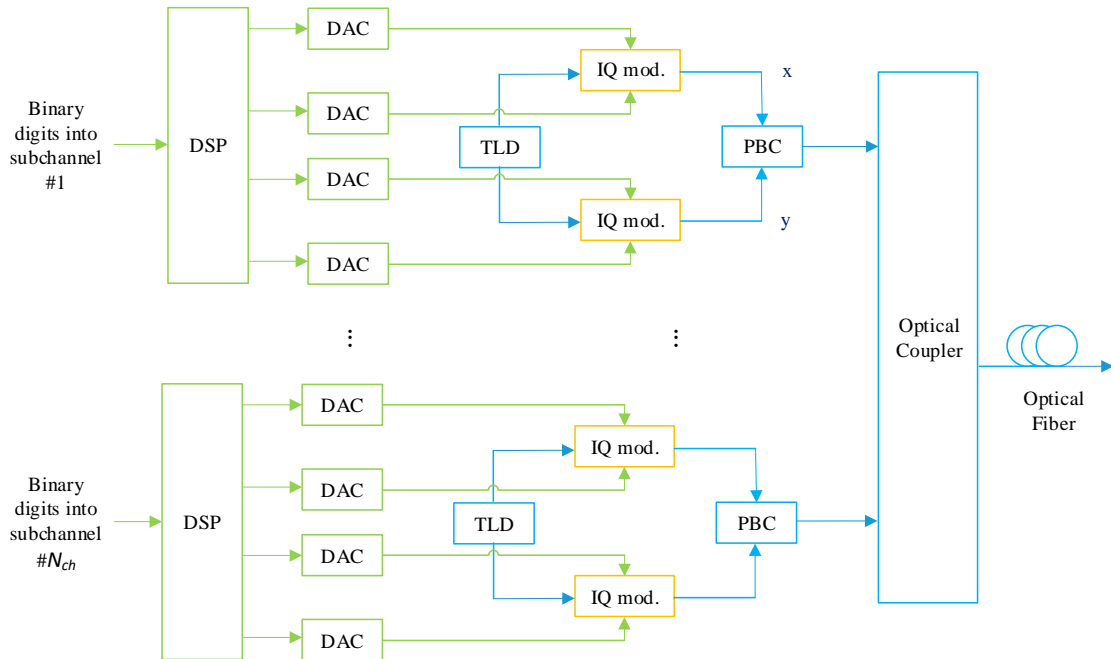 DAC
IQ mod.
x
Binary
digits into
subchannel
#1
DAC
DSP
TLD
PBC
DAC
IQ mod.
y
DAC
Optical
Coupler
Optical
Fiber
DAC
IQ mod.
Binary
digits into
subchannel
#N_ch
DAC
DSP
TLD
PBC
DAC
IQ mod.
DAC